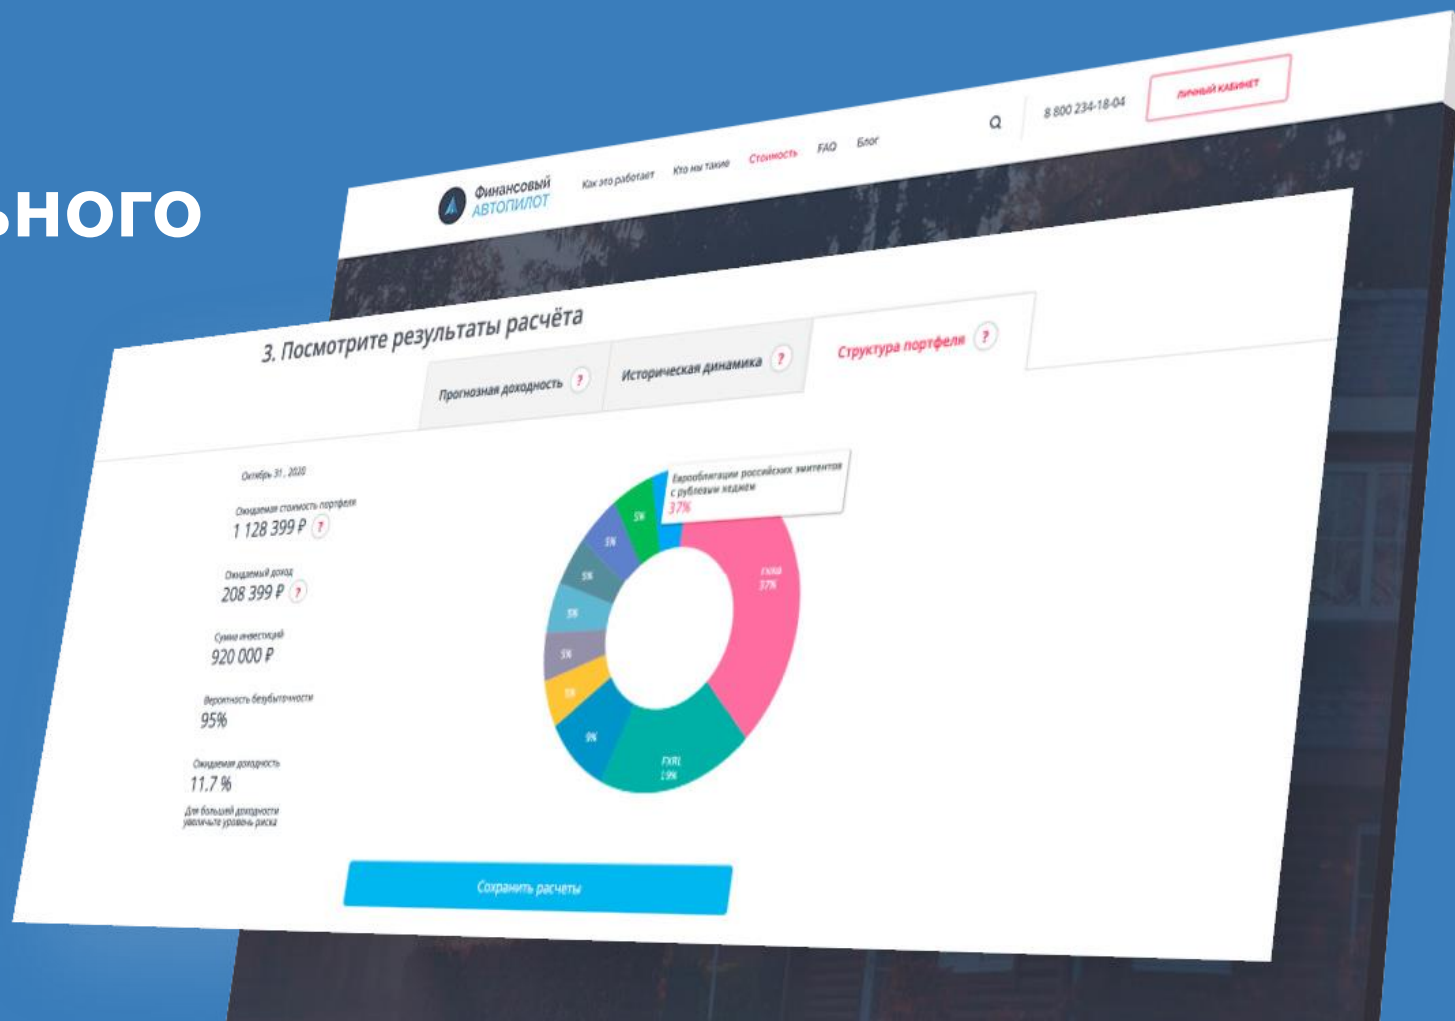 ьного
Финансовый
АВТОПИЛОТ
Как это работает
Кто мы такие
Стоимость
FAQ
Блог
8 800 234-18-04
ЛИЧНЫЙ КАБИНЕТ
3. Посмотрите результаты расчёта
Прогнозная доходность ?
Историческая динамика ?
Структура портфеля ?
Октябрь 31, 2020
Ожидаемая стоимость портфеля
1 128 399 ₽ ?
Ожидаемый доход
208 399 ₽ ?
Сумма инвестиций
920 000 ₽
Вероятность безубыточности
95%
Ожидаемая доходность
11.7 %
Для большей доходности
увеличьте уровень риска
Еврооблигации российских эмитентов
с рублевым хеджем
37%
5%
5%
5%
5%
5%
5%
9%
FXRL
19%
FXRB
37%
Сохранить расчеты